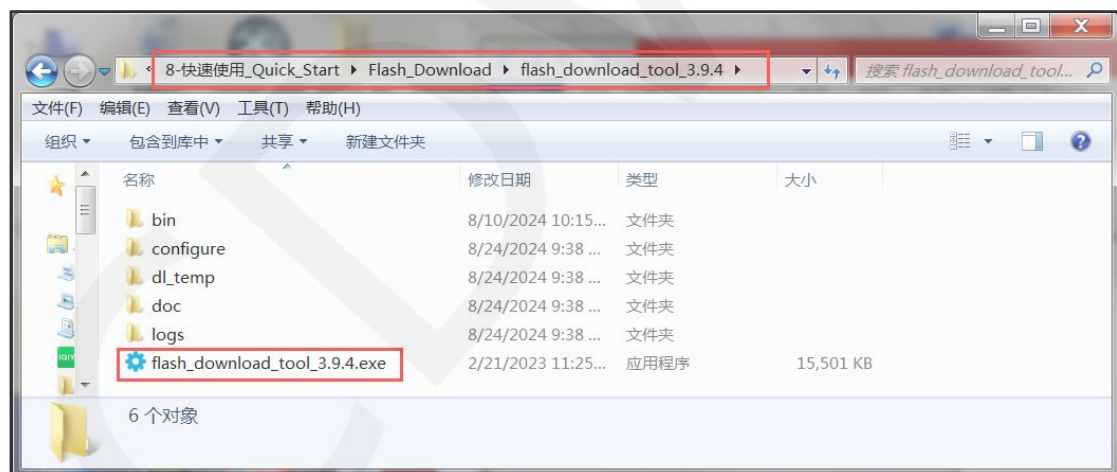 « 8-快速使用_Quick_Start ▸ Flash_Download ▸ flash_download_tool_3.9.4 ▸ 搜索 flash_download_tool...
文件(F) 编辑(E) 查看(V) 工具(T) 帮助(H)
组织 包含到库中 共享 新建文件夹
名称 修改日期 类型 大小
bin 8/10/2024 10:15... 文件夹
configure 8/24/2024 9:38 ... 文件夹
dl_temp 8/24/2024 9:38 ... 文件夹
doc 8/24/2024 9:38 ... 文件夹
logs 8/24/2024 9:38 ... 文件夹
flash_download_tool_3.9.4.exe 2/21/2023 11:25... 应用程序 15,501 KB
6 个对象